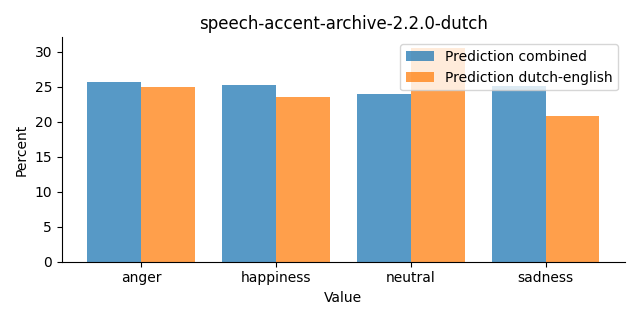 speech-accent-archive-2.2.0-dutch
Prediction combined
Prediction dutch-english
Percent
30
25
20
15
10
5
0
anger happiness neutral sadness
Value